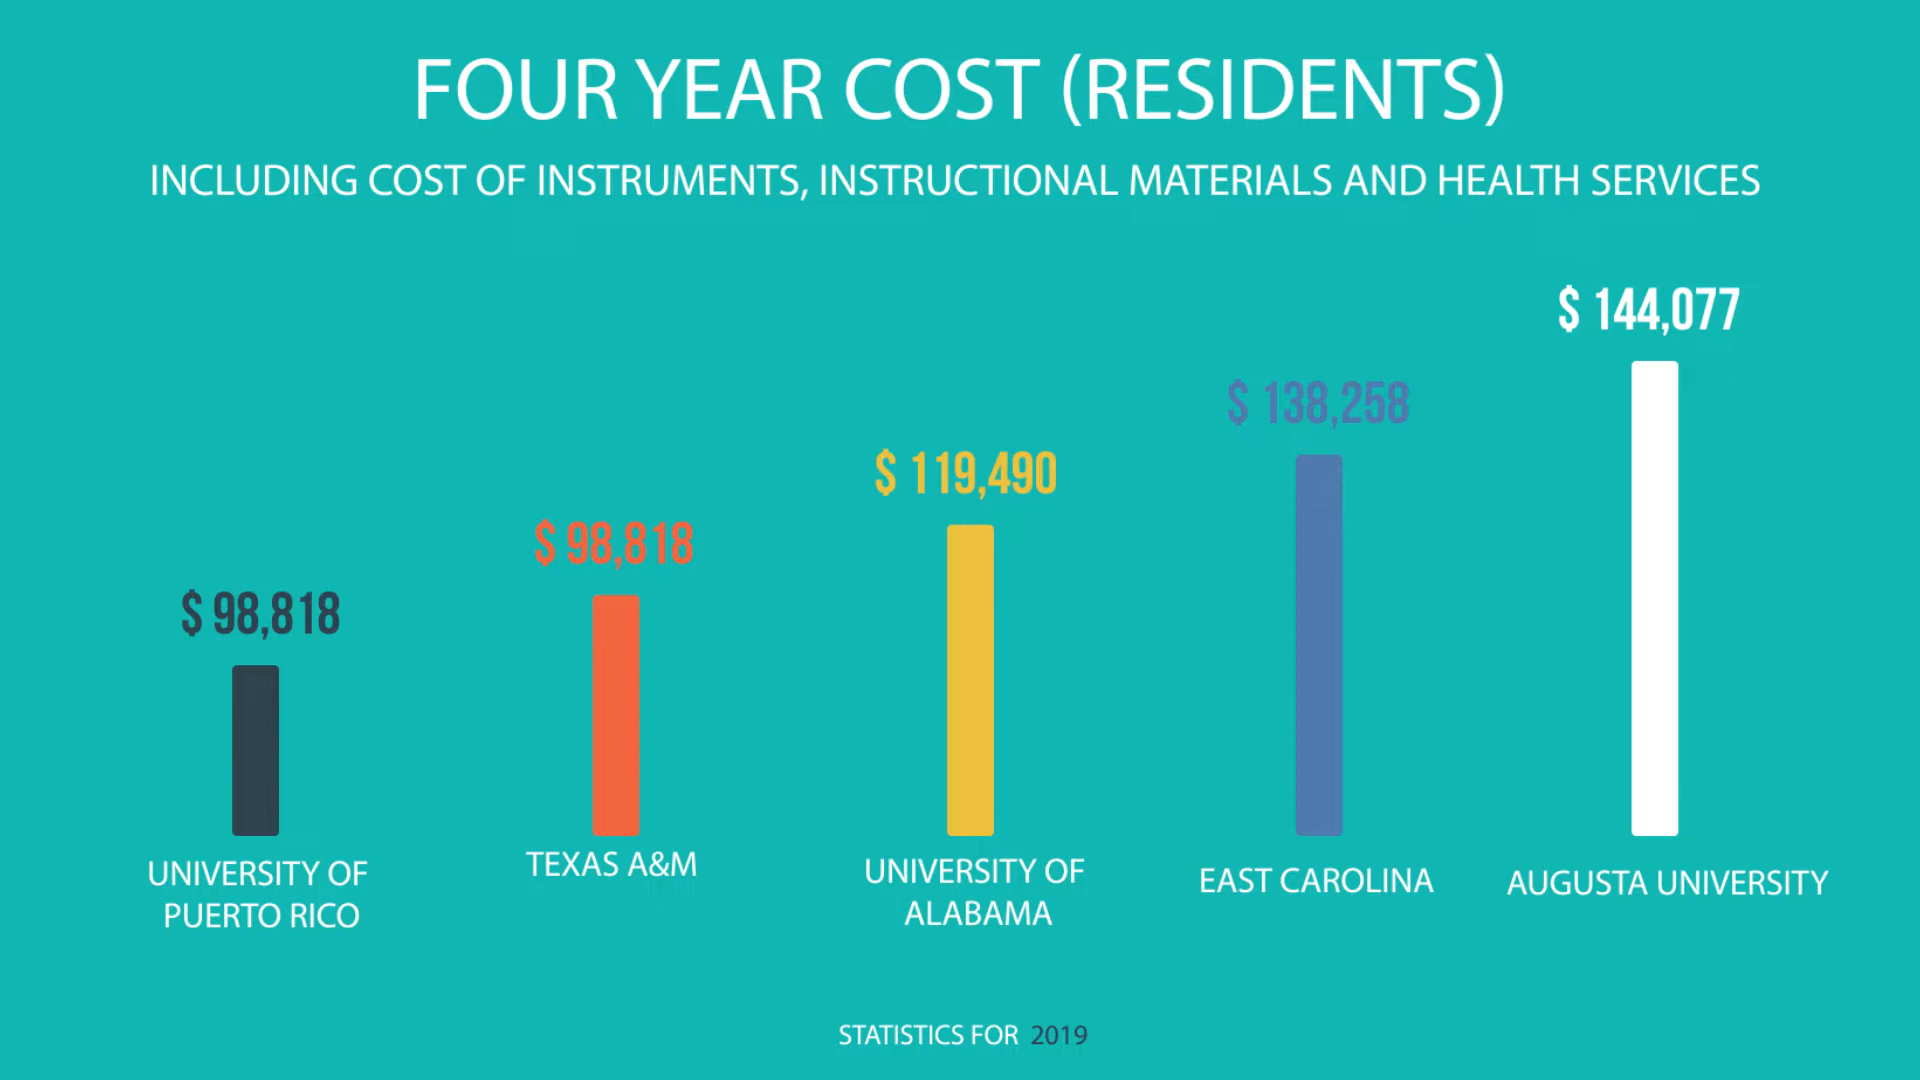 FOUR YEAR COST (RESIDENTS)
INCLUDING COST OF INSTRUMENTS, INSTRUCTIONAL MATERIALS AND HEALTH SERVICES
$ 98,818
$ 98,818
$ 119,490
$ 138,258
$ 144,077
UNIVERSITY OF
PUERTO RICO
TEXAS A&M
UNIVERSITY OF
ALABAMA
EAST CAROLINA
AUGUSTA UNIVERSITY
STATISTICS FOR 2019